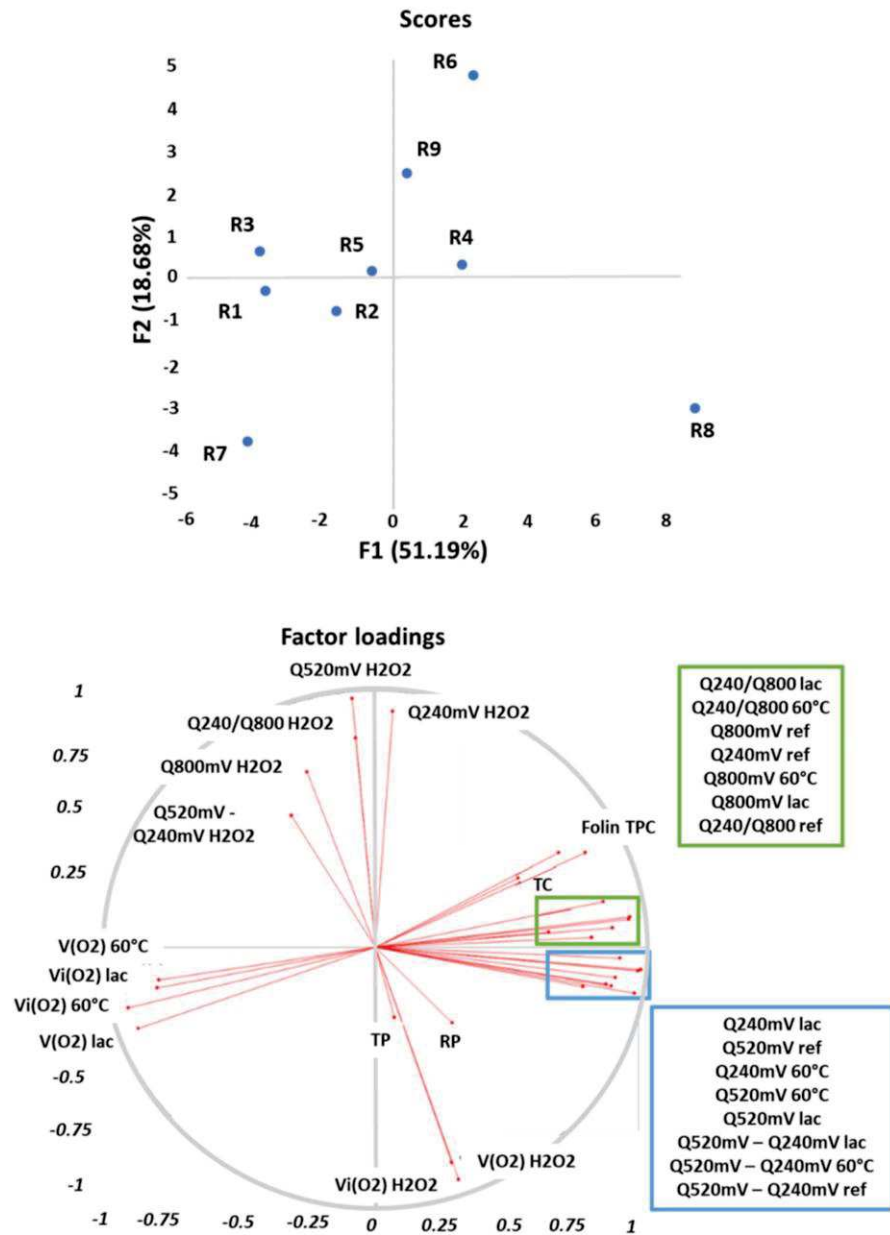 Scores
5
4
3
2
1
0
-1
-2
-3
-4
-5
F2 (18.68%)
R6
R9
R3
R5
R4
R1
R2
R7
R8
-6
-4
-2
0
2
4
6
8
F1 (51.19%)
Factor loadings
Q520mV H2O2
1
Q240/Q800 H2O2
Q240mV H2O2
0.75
Q800mV H2O2
0.5
Q520mV -
Q240mV H2O2
Folin TPC
0.25
TC
Q240/Q800 lac
Q240/Q800 60°C
Q800mV ref
Q240mV ref
Q800mV 60°C
Q800mV lac
Q240/Q800 ref
V(O2) 60°C
Vi(O2) lac
Vi(O2) 60°C
V(O2) lac
TP
RP
-0.5
-0.75
-1
V(O2) H2O2
Vi(O2) H2O2
Q240mV lac
Q520mV ref
Q240mV 60°C
Q520mV 60°C
Q520mV lac
Q520mV – Q240mV lac
Q520mV – Q240mV 60°C
Q520mV – Q240mV ref
-1
-0.75
-0.5
-0.25
0
0.25
0.5
0.75
1